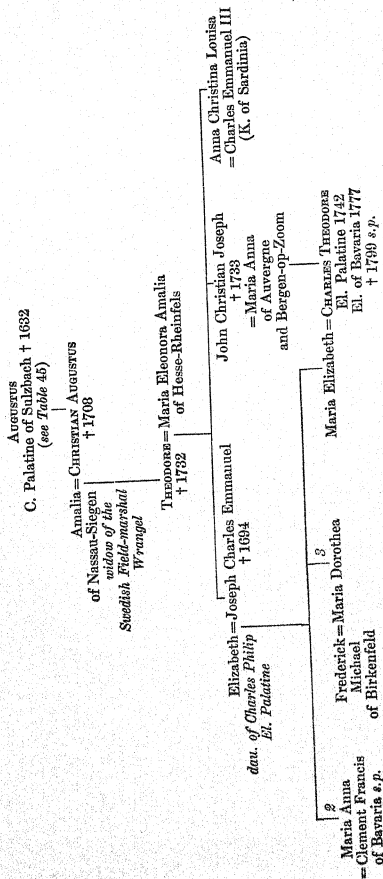 AUGUSTUS
C. Palatine of Sulzbach † 1632
(see Table 45)
Amalia=CHRISTIAN AUGUSTUS
of Nassau-Siegen † 1708
widow of the
Swedish Field-marshal
Wrangel
THEODORE=Maria Eleonora Amalia
† 1732 of Hesse-Rheinfels
Elizabeth=Joseph Charles Emmanuel
dau. of Charles Philip † 1694
El. Palatine
John Christian Joseph
† 1733
=Maria Anna
of Auvergne
and Bergen-op-Zoom
Anna Christina Louisa
=Charles Emmanuel III
(K. of Sardinia)
2
Maria Anna
=Clement Francis
of Bavaria s.p.
3
Frederick=Maria Dorothea
Michael
of Birkenfeld
Maria Elizabeth=CHARLES THEODORE
El. Palatine 1742
El. of Bavaria 1777
† 1799 s.p.